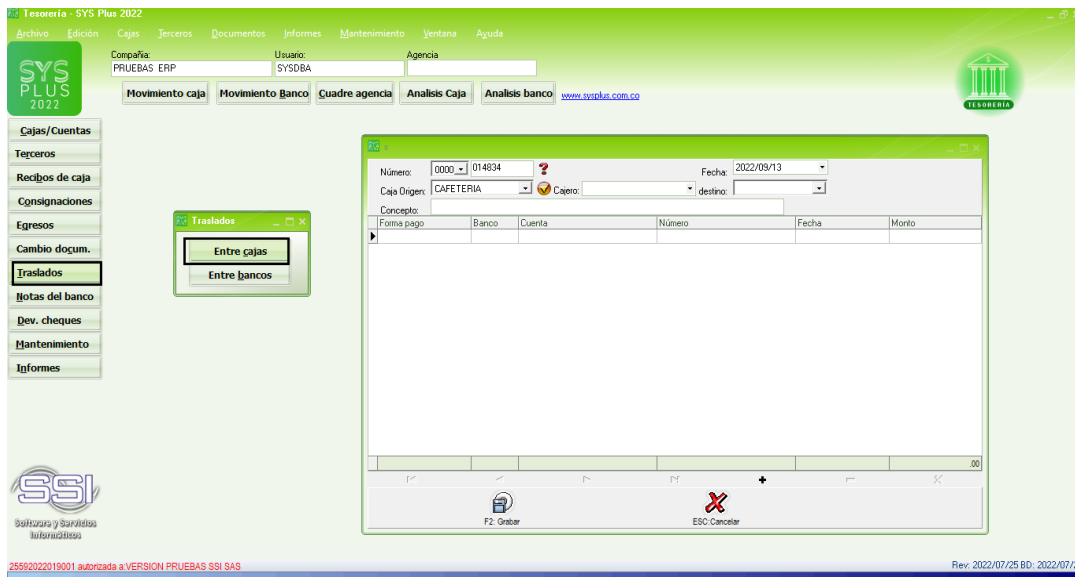 Tesorería - SYS Plus 2022
Archivo Edición Cajas Terceros Documentos Informes Mantenimiento Ventana Ayuda
SYS
PLUS
2022
Compañía: Usuario: Agencia
PRUEBAS ERP SYSDBA
Movimiento caja Movimiento Banco Cuadre agencia Analisis Caja Analisis banco www.sysplus.com.co
TESORERÍA
Cajas/Cuentas
Terceros
Recibos de caja
Consignaciones
Egresos
Cambio docum.
Traslados
Notas del banco
Dev. cheques
Mantenimiento
Informes
Traslados
Entre cajas
Entre bancos
Número: 0000 014834 ? Fecha: 2022/09/13
Caja Origen: CAFETERIA Cajero: destino:
Concepto:
Forma pago Banco Cuenta Número Fecha Monto
.00
F2: Grabar ESC:Cancelar
SSI
Software y Servicios
Informáticos
25592022019001 autorizada a:VERSION PRUEBAS SSI SAS
Rev: 2022/07/25 BD: 2022/07/